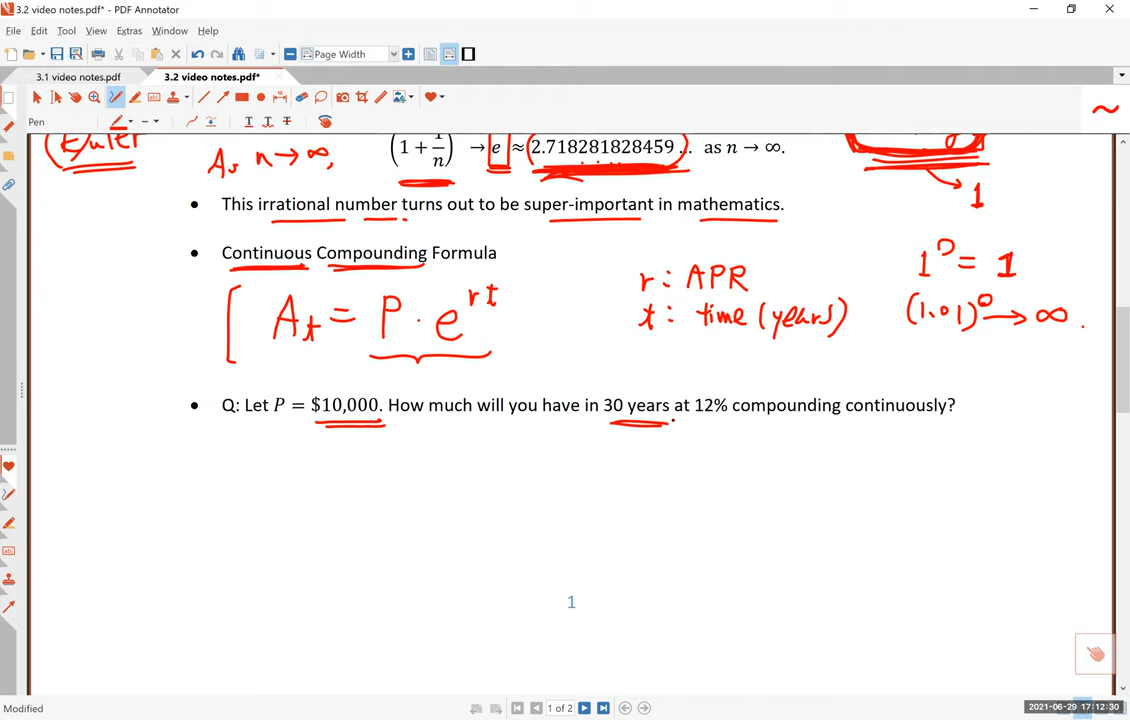 3.2 video notes.pdf* - PDF Annotator
File Edit Tool View Extras Window Help
Page Width
3.1 video notes.pdf 3.2 video notes.pdf*
Pen
Euler
As n → ∞,
(1 + 1/n) → e ≈ 2.718281828459 … as n → ∞.
1
• This irrational number turns out to be super-important in mathematics.
• Continuous Compounding Formula
A_t = P · e^{rt}
r : APR
t : time (years)
1^∞ = 1
(1.01)^∞ → ∞ .
• Q: Let P = $10,000. How much will you have in 30 years at 12% compounding continuously?
1
Modified
1 of 2
2021-06-29 17:12:30